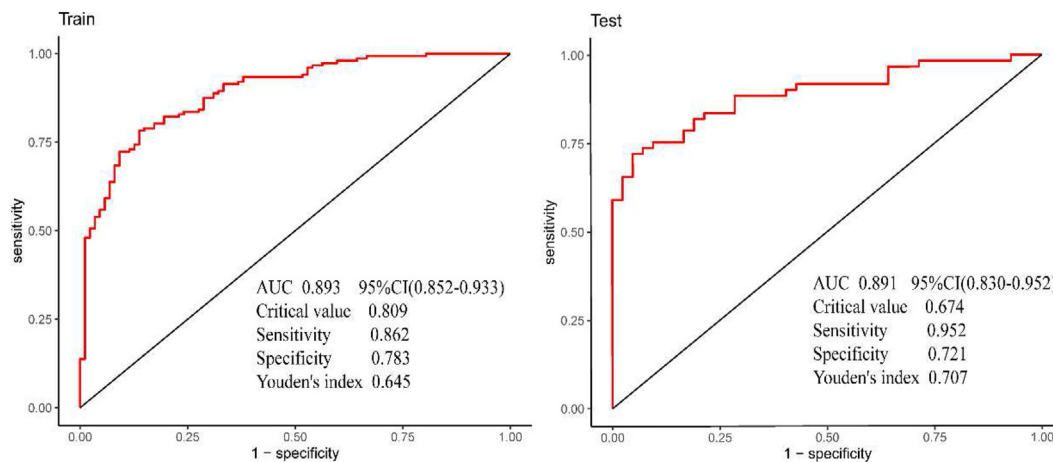 Train
1.00
0.75
sensitivity
0.50
0.25
0.00
AUC 0.893 95%CI(0.852-0.933)
Critical value 0.809
Sensitivity 0.862
Specificity 0.783
Youden's index 0.645
0.00 0.25 0.50 0.75 1.00
1 − specificity
Test
1.00
0.75
sensitivity
0.50
0.25
0.00
AUC 0.891 95%CI(0.830-0.952)
Critical value 0.674
Sensitivity 0.952
Specificity 0.721
Youden's index 0.707
0.00 0.25 0.50 0.75 1.00
1 − specificity